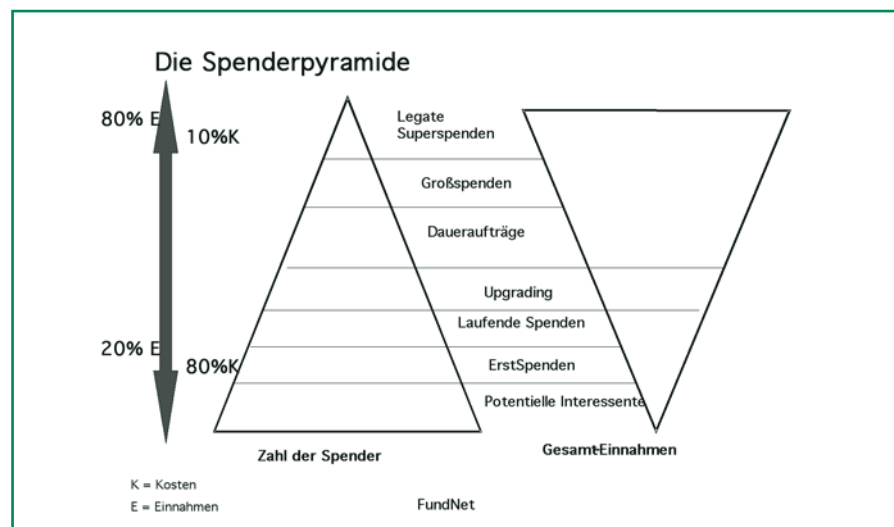 Die Spenderpyramide
80% E
10%K
Legate
Superspenden
Großspenden
Daueraufträge
Upgrading
Laufende Spenden
20% E
80%K
ErstSpenden
Potentielle Interessente
Zahl der Spender
Gesamt-Einnahmen
K = Kosten
E = Einnahmen
FundNet